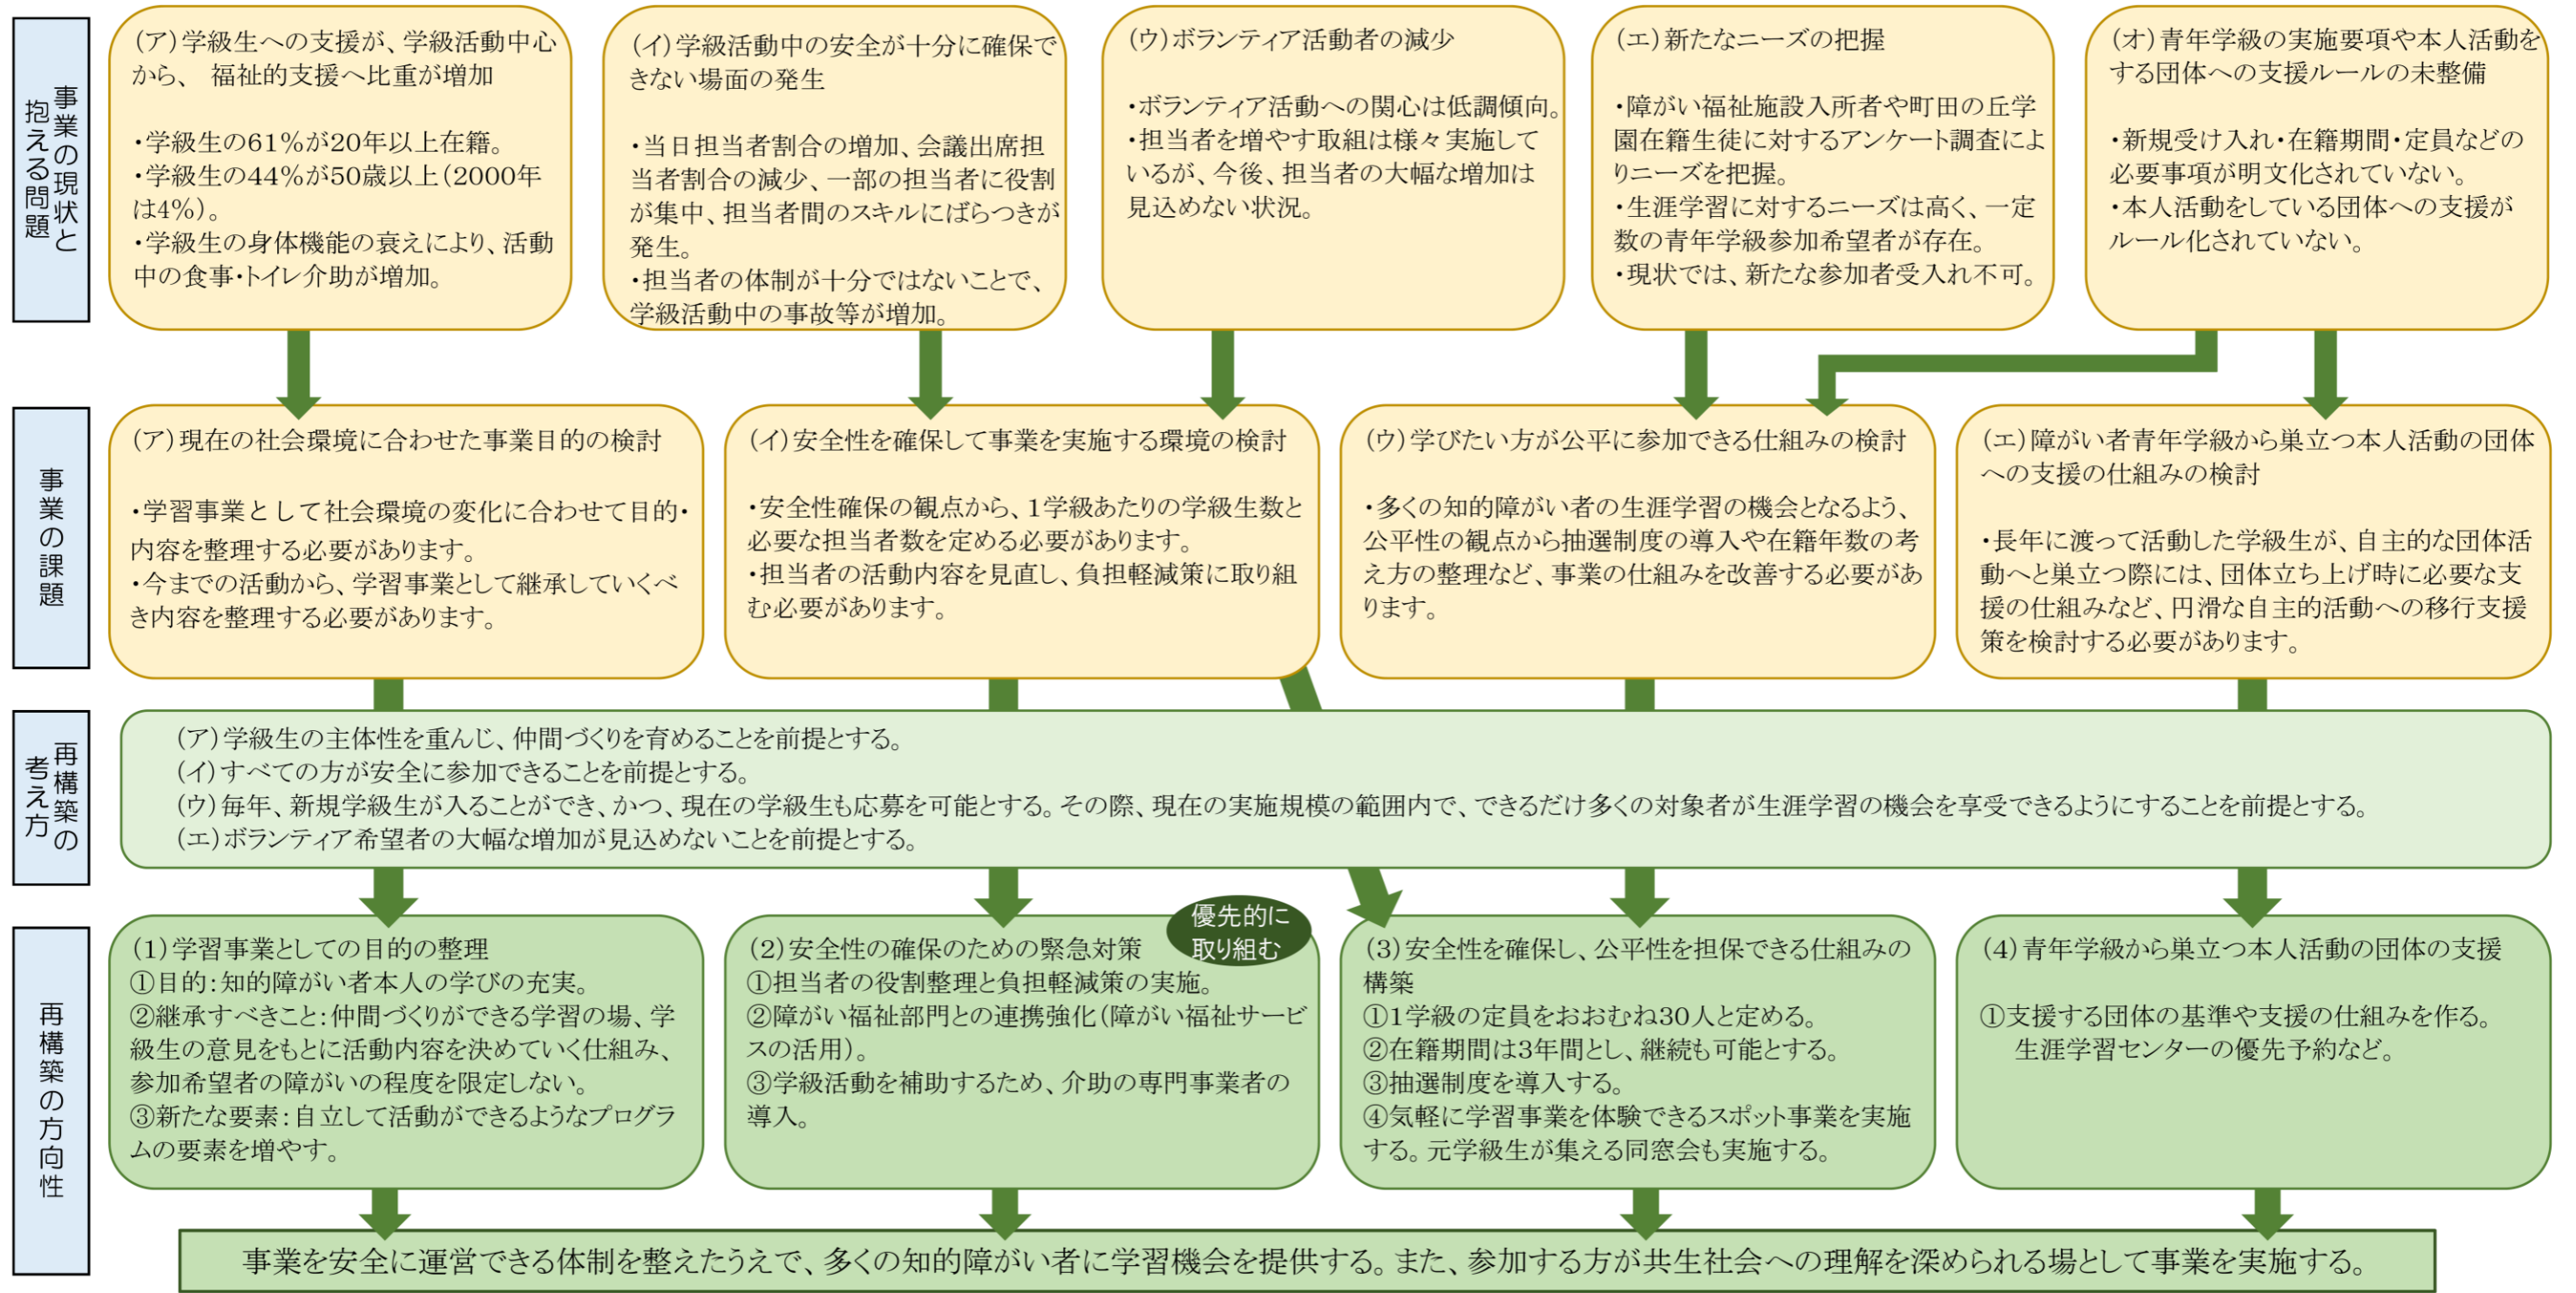 事業の現状と
抱える問題
(ア)学級生への支援が、学級活動中心
から、 福祉的支援へ比重が増加
・学級生の61％が20年以上在籍。
・学級生の44％が50歳以上(2000年
は4％)。
・学級生の身体機能の衰えにより、活動
中の食事・トイレ介助が増加。
(イ)学級活動中の安全が十分に確保で
きない場面の発生
・当日担当者割合の増加、会議出席担
当者割合の減少、一部の担当者に役割
が集中、担当者間のスキルにばらつきが
発生。
・担当者の体制が十分ではないことで、
学級活動中の事故等が増加。
(ウ)ボランティア活動者の減少
・ボランティア活動への関心は低調傾向。
・担当者を増やす取組は様々実施して
いるが、今後、担当者の大幅な増加は
見込めない状況。
(エ)新たなニーズの把握
・障がい福祉施設入所者や町田の丘学
園在籍生徒に対するアンケート調査によ
りニーズを把握。
・生涯学習に対するニーズは高く、一定
数の青年学級参加希望者が存在。
・現状では、新たな参加者受入れ不可。
(オ)青年学級の実施要項や本人活動を
する団体への支援ルールの未整備
・新規受け入れ・在籍期間・定員などの
必要事項が明文化されていない。
・本人活動をしている団体への支援が
ルール化されていない。
事業の課題
(ア)現在の社会環境に合わせた事業目的の検討
・学習事業として社会環境の変化に合わせて目的・
内容を整理する必要があります。
・今までの活動から、学習事業として継承していくべ
き内容を整理する必要があります。
(イ)安全性を確保して事業を実施する環境の検討
・安全性確保の観点から、1学級あたりの学級生数と
必要な担当者数を定める必要があります。
・担当者の活動内容を見直し、負担軽減策に取り組
む必要があります。
(ウ)学びたい方が公平に参加できる仕組みの検討
・多くの知的障がい者の生涯学習の機会となるよう、
公平性の観点から抽選制度の導入や在籍年数の考
え方の整理など、事業の仕組みを改善する必要があ
ります。
(エ)障がい者青年学級から巣立つ本人活動の団体
への支援の仕組みの検討
・長年に渡って活動した学級生が、自主的な団体活
動へと巣立つ際には、団体立ち上げ時に必要な支
援の仕組みなど、円滑な自主的活動への移行支援
策を検討する必要があります。
再構築の
考え方
(ア)学級生の主体性を重んじ、仲間づくりを育めることを前提とする。
(イ)すべての方が安全に参加できることを前提とする。
(ウ)毎年、新規学級生が入ることができ、かつ、現在の学級生も応募を可能とする。その際、現在の実施規模の範囲内で、できるだけ多くの対象者が生涯学習の機会を享受できるようにすることを前提とする。
(エ)ボランティア希望者の大幅な増加が見込めないことを前提とする。
再構築の方向性
(1)学習事業としての目的の整理
①目的：知的障がい者本人の学びの充実。
②継承すべきこと：仲間づくりができる学習の場、学
級生の意見をもとに活動内容を決めていく仕組み、
参加希望者の障がいの程度を限定しない。
③新たな要素：自立して活動ができるようなプログラ
ムの要素を増やす。
優先的に
取り組む
(2)安全性の確保のための緊急対策
①担当者の役割整理と負担軽減策の実施。
②障がい福祉部門との連携強化(障がい福祉サービ
スの活用)。
③学級活動を補助するため、介助の専門事業者の
導入。
(3)安全性を確保し、公平性を担保できる仕組みの
構築
①1学級の定員をおおむね30人と定める。
②在籍期間は3年間とし、継続も可能とする。
③抽選制度を導入する。
④気軽に学習事業を体験できるスポット事業を実施
する。元学級生が集える同窓会も実施する。
(4)青年学級から巣立つ本人活動の団体の支援
①支援する団体の基準や支援の仕組みを作る。
生涯学習センターの優先予約など。
事業を安全に運営できる体制を整えたうえで、多くの知的障がい者に学習機会を提供する。また、参加する方が共生社会への理解を深められる場として事業を実施する。